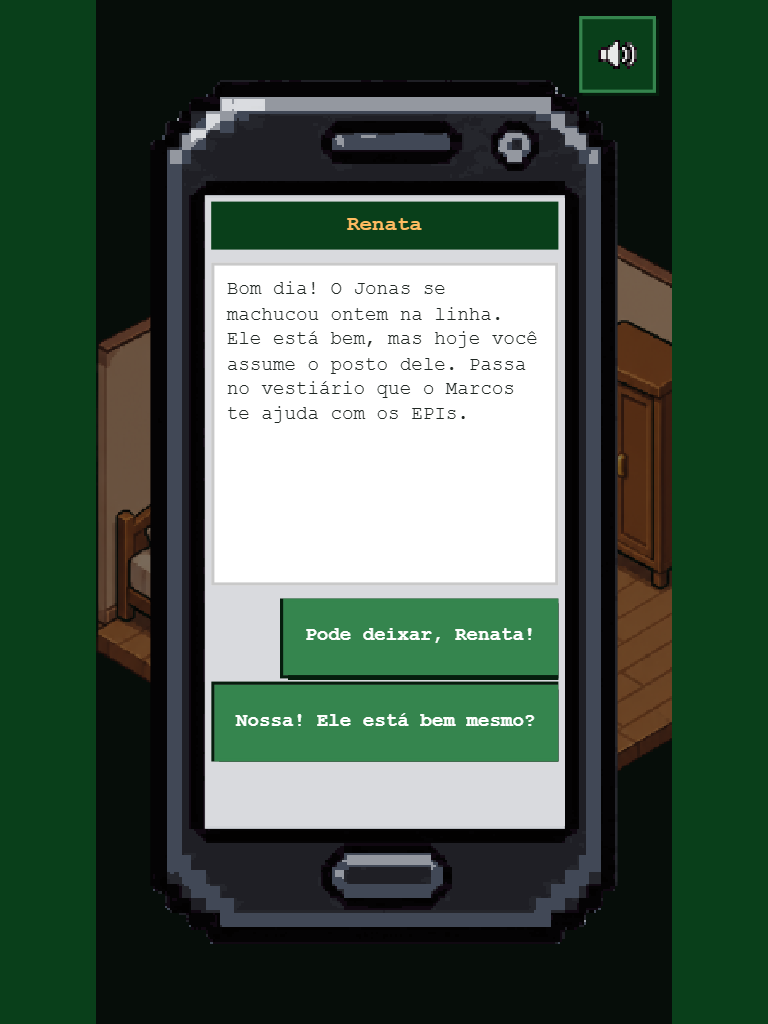 Renata
Bom dia! O Jonas se
machucou ontem na linha.
Ele está bem, mas hoje você
assume o posto dele. Passa
no vestiário que o Marcos
te ajuda com os EPIs.
Pode deixar, Renata!
Nossa! Ele está bem mesmo?